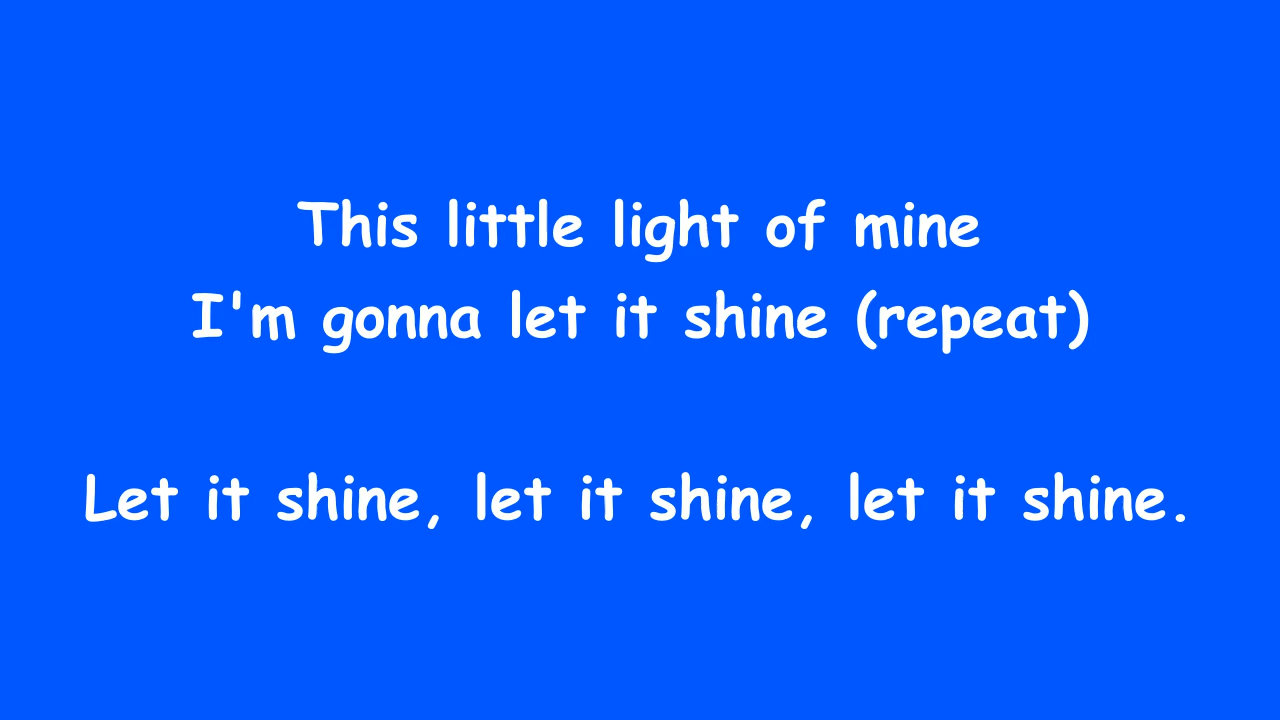 This little light of mine
I'm gonna let it shine (repeat)
Let it shine, let it shine, let it shine.